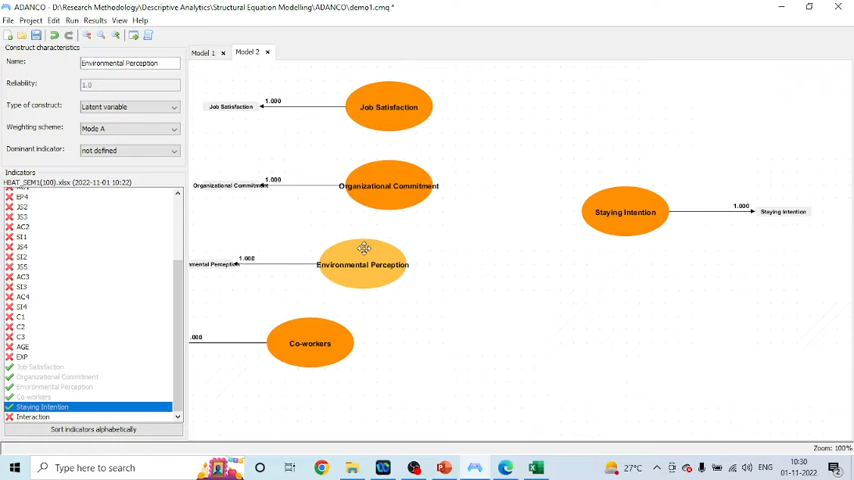 ADANCO - D:\Research Methodology\Descriptive Analytics\Structural Equation Modelling\ADANCO\demo1.cmq *
File Project Edit Run Results View Help
Construct characteristics
Name: Environmental Perception
Reliability: 1.0
Type of construct: Latent variable
Weighting scheme: Mode A
Dominant indicator: not defined
Indicators
HBAT_SEM1(100).xlsx (2022-11-01 10:22)
EP4
JS2
JS3
AC2
SI1
JS4
SI2
JS5
AC3
SI3
AC4
SI4
C1
C2
C3
AGE
EXP
Job Satisfaction
Organizational Commitment
Environmental Perception
Co-workers
Staying Intention
Interaction
Sort indicators alphabetically
Model 1 Model 2
Job Satisfaction 1.000 Job Satisfaction
Organizational Commitment 1.000 Organizational Commitment
Staying Intention 1.000 Staying Intention
nmental Perception 1.000 Environmental Perception
.000 Co-workers
Zoom: 100%
Type here to search
27°C ENG 10:30
01-11-2022
2